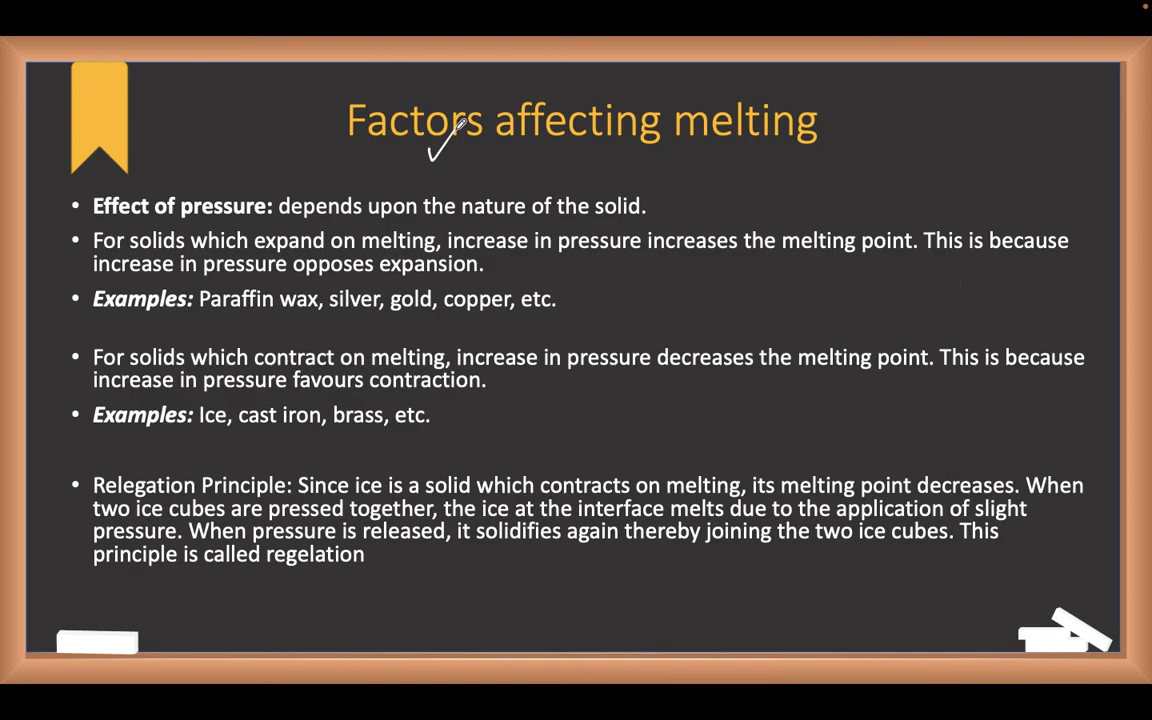 Factors affecting melting
• Effect of pressure: depends upon the nature of the solid.
• For solids which expand on melting, increase in pressure increases the melting point. This is because
increase in pressure opposes expansion.
• Examples: Paraffin wax, silver, gold, copper, etc.
• For solids which contract on melting, increase in pressure decreases the melting point. This is because
increase in pressure favours contraction.
• Examples: Ice, cast iron, brass, etc.
• Relegation Principle: Since ice is a solid which contracts on melting, its melting point decreases. When
two ice cubes are pressed together, the ice at the interface melts due to the application of slight
pressure. When pressure is released, it solidifies again thereby joining the two ice cubes. This
principle is called regelation